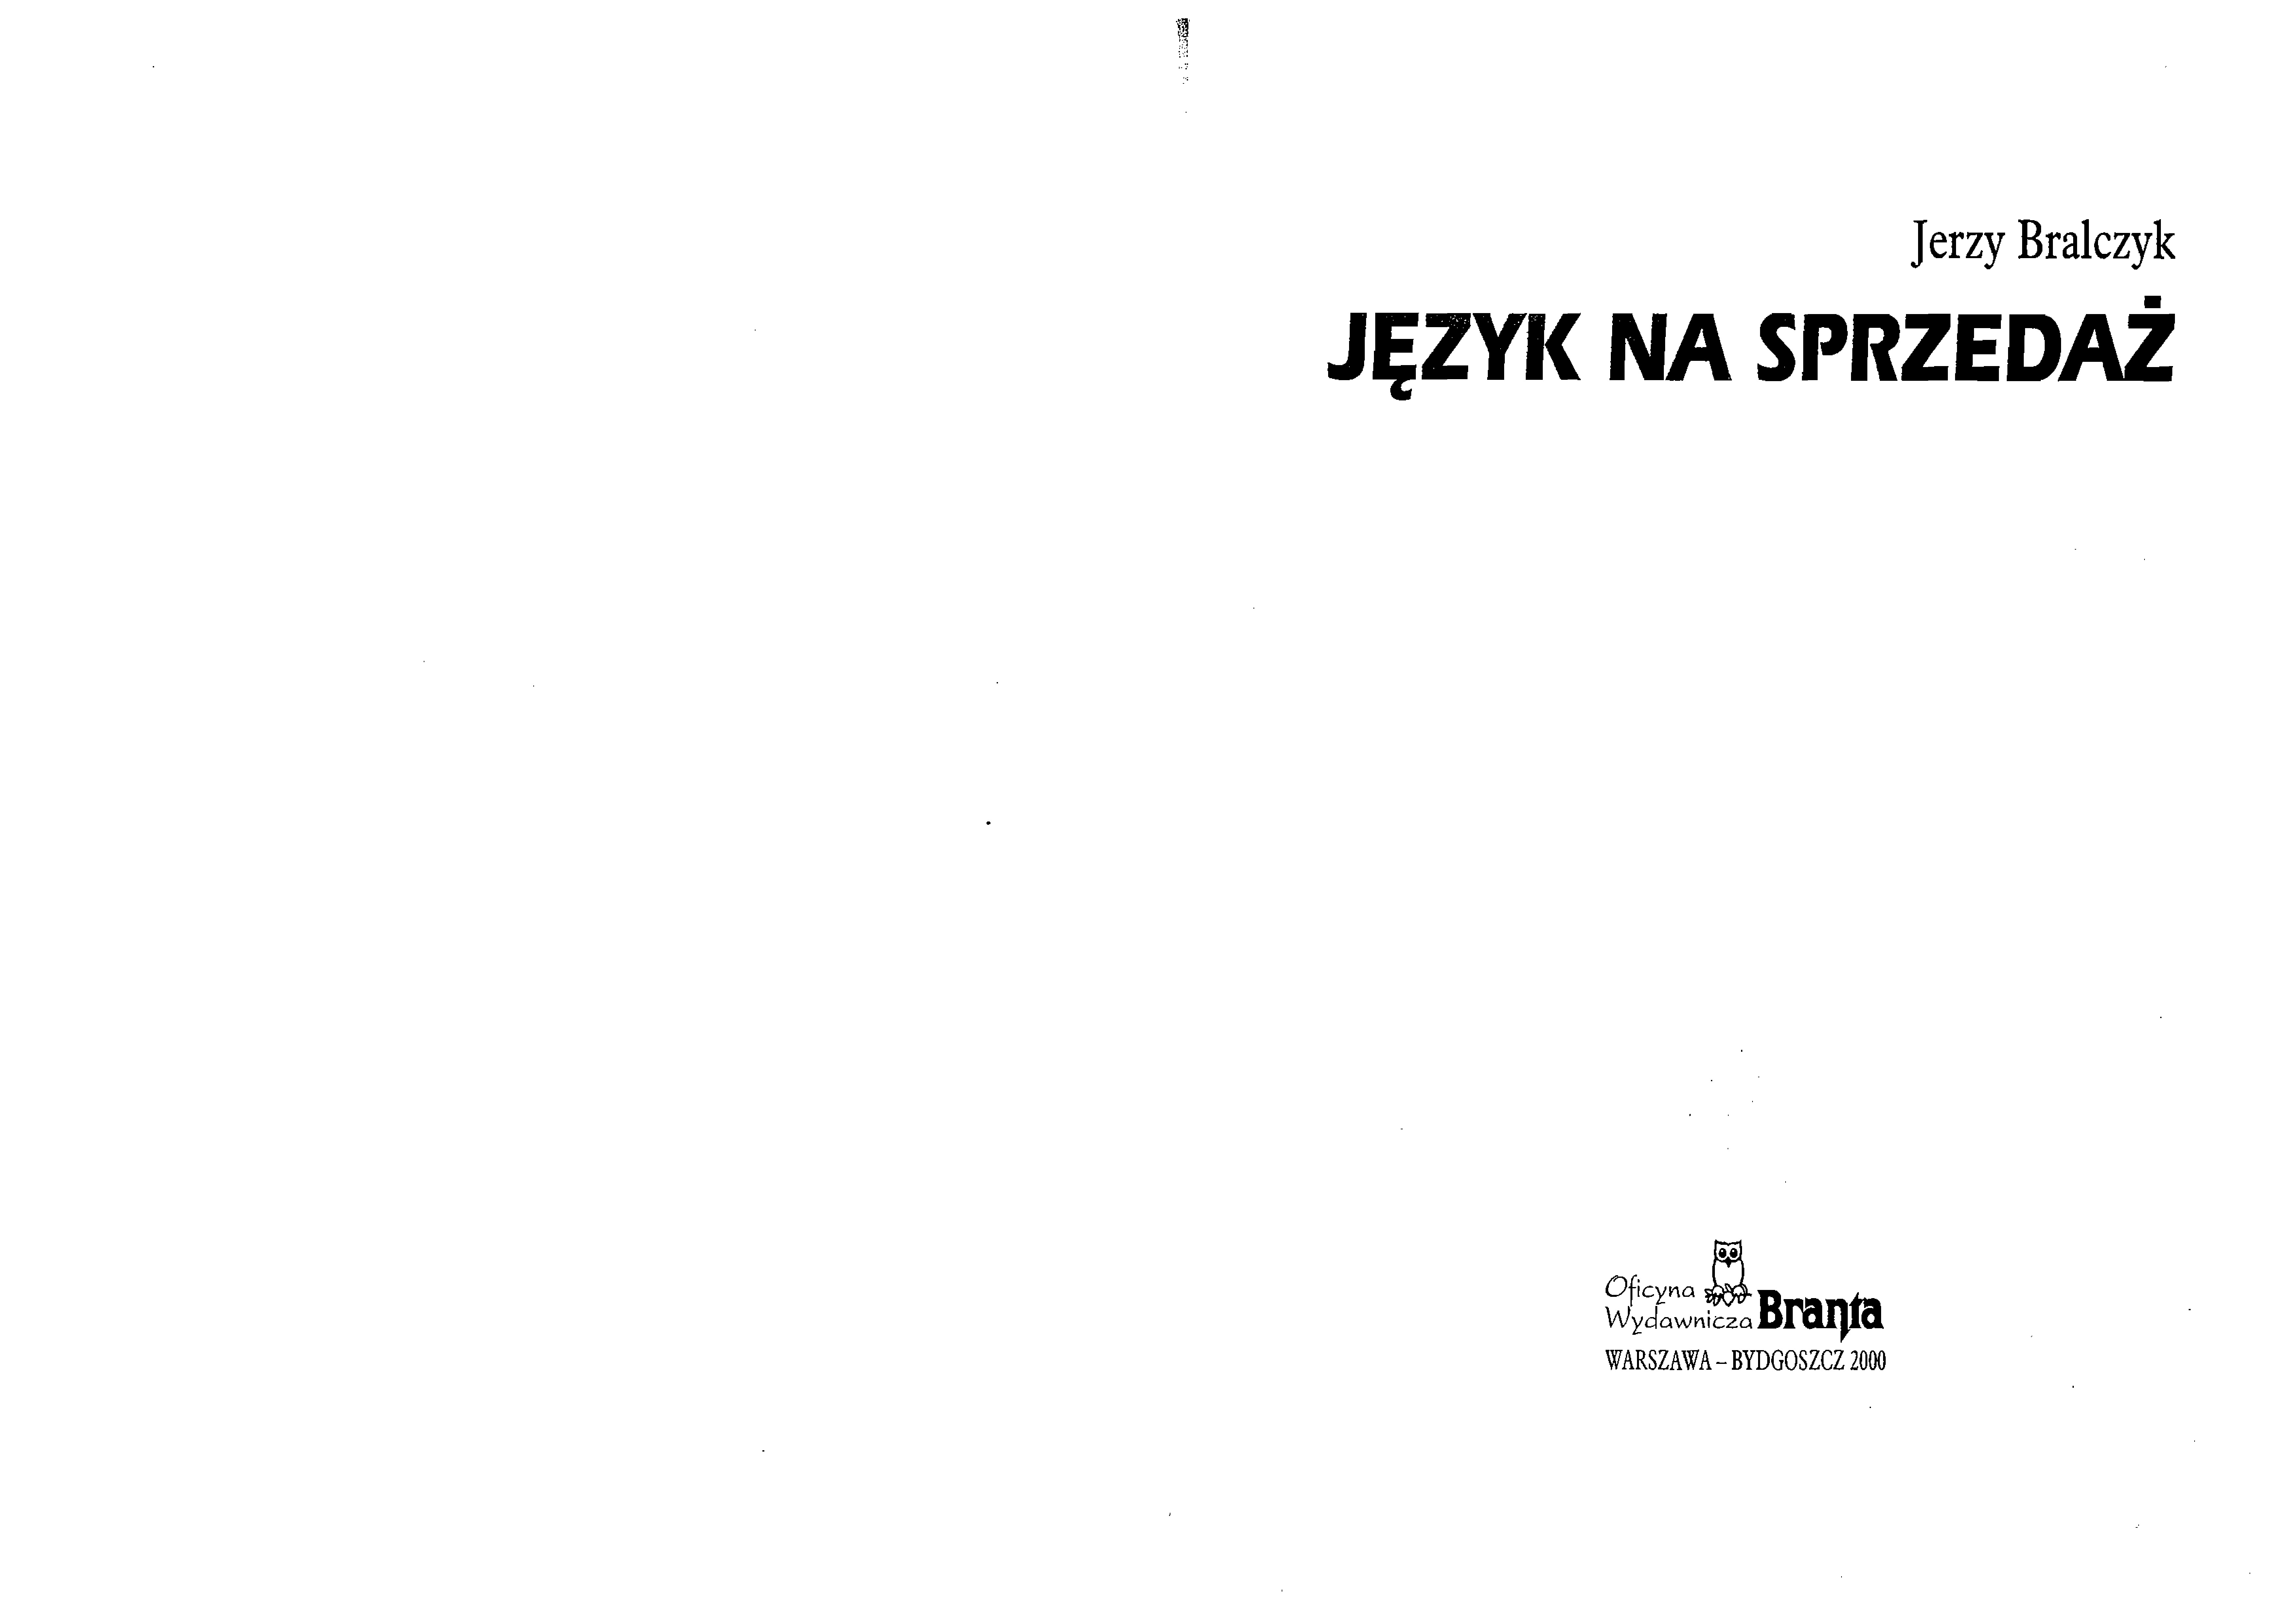 Jerzy Bralczyk
JĘZYK NA SPRZEDAŻ
Oficyna
Wydawnicza Branta
WARSZAWA – BYDGOSZCZ 2000